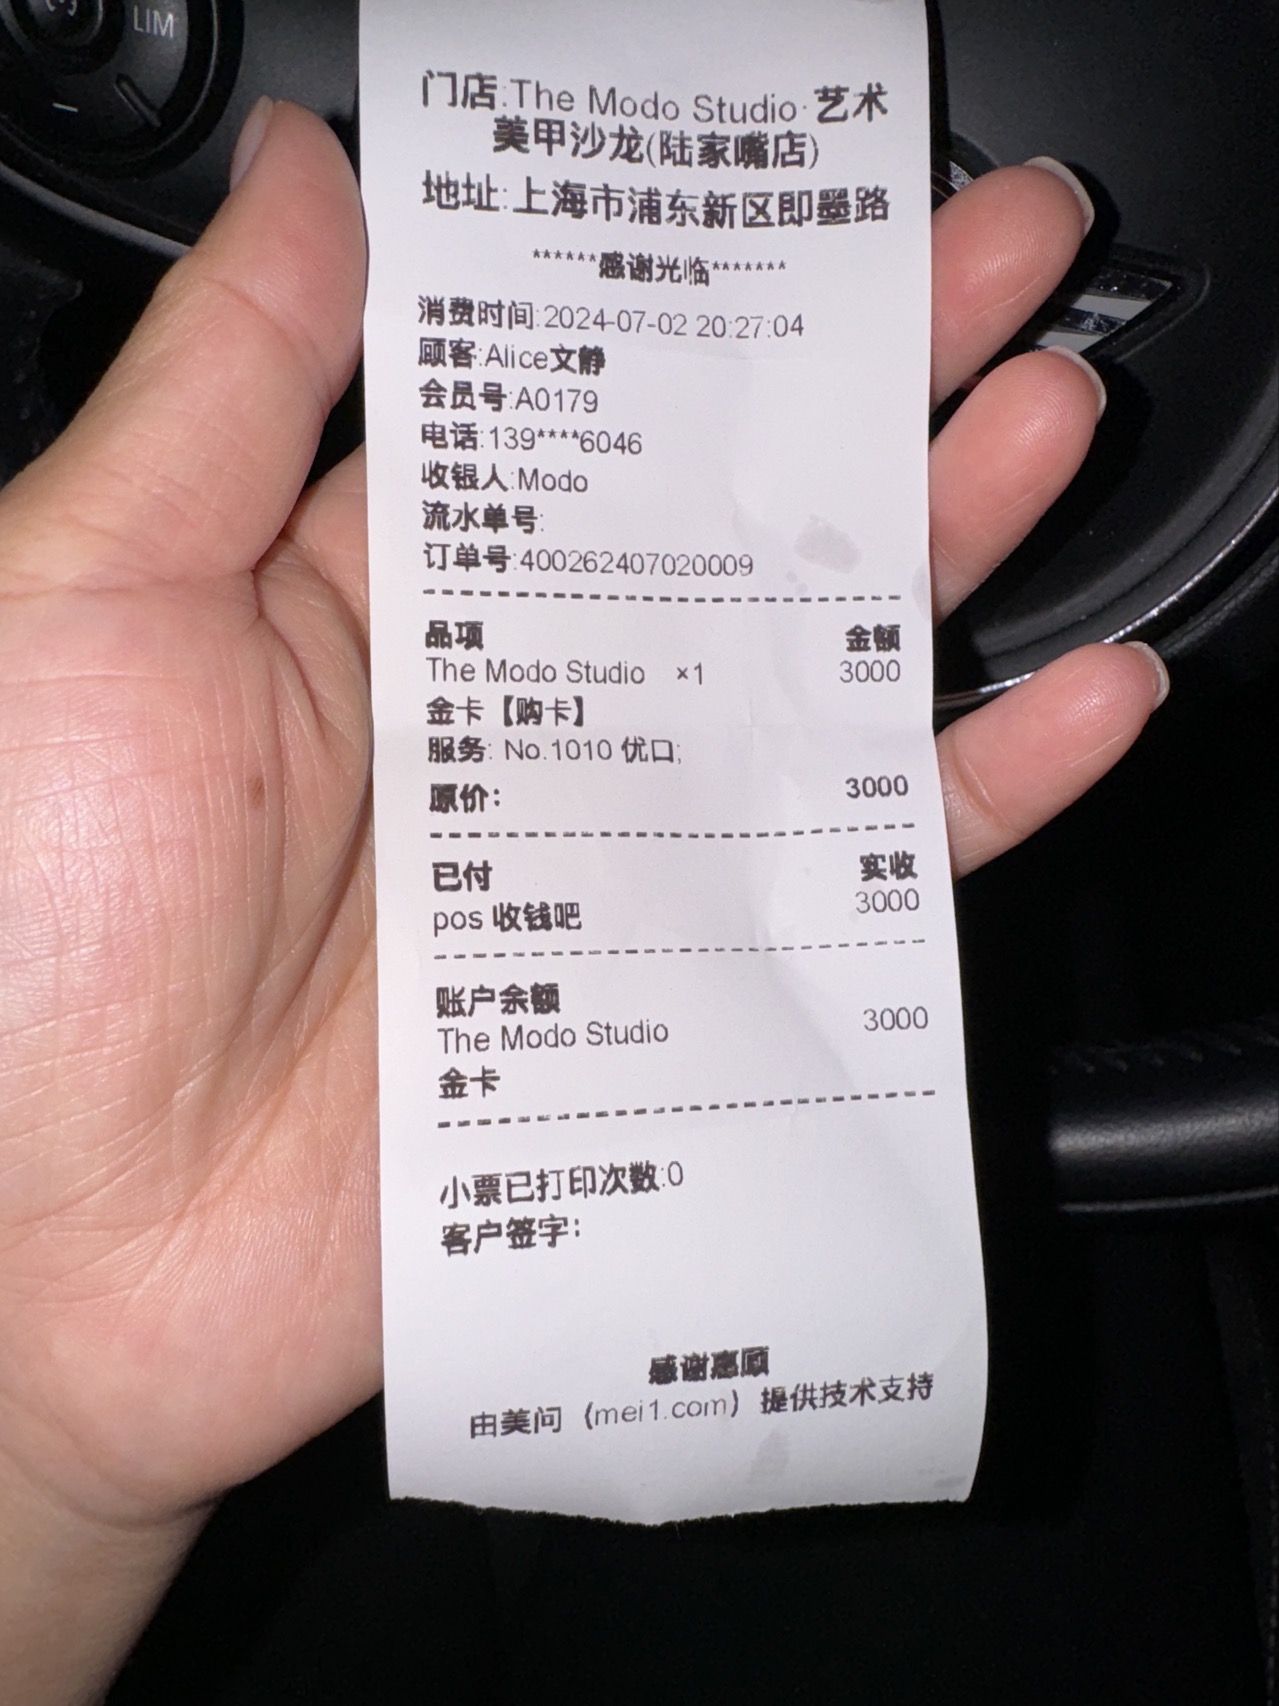 LIM
门店:The Modo Studio·艺术
美甲沙龙(陆家嘴店)
地址:上海市浦东新区即墨路
******感谢光临*******
消费时间:2024-07-02 20:27:04
顾客:Alice文静
会员号:A0179
电话:139****6046
收银人:Modo
流水单号:
订单号:400262407020009
品项 金额
The Modo Studio ×1 3000
金卡【购卡】
服务: No.1010 优口;
原价: 3000
已付 实收
pos 收钱吧 3000
账户余额
The Modo Studio 3000
金卡
小票已打印次数:0
客户签字:
感谢惠顾
由美问（mei1.com）提供技术支持